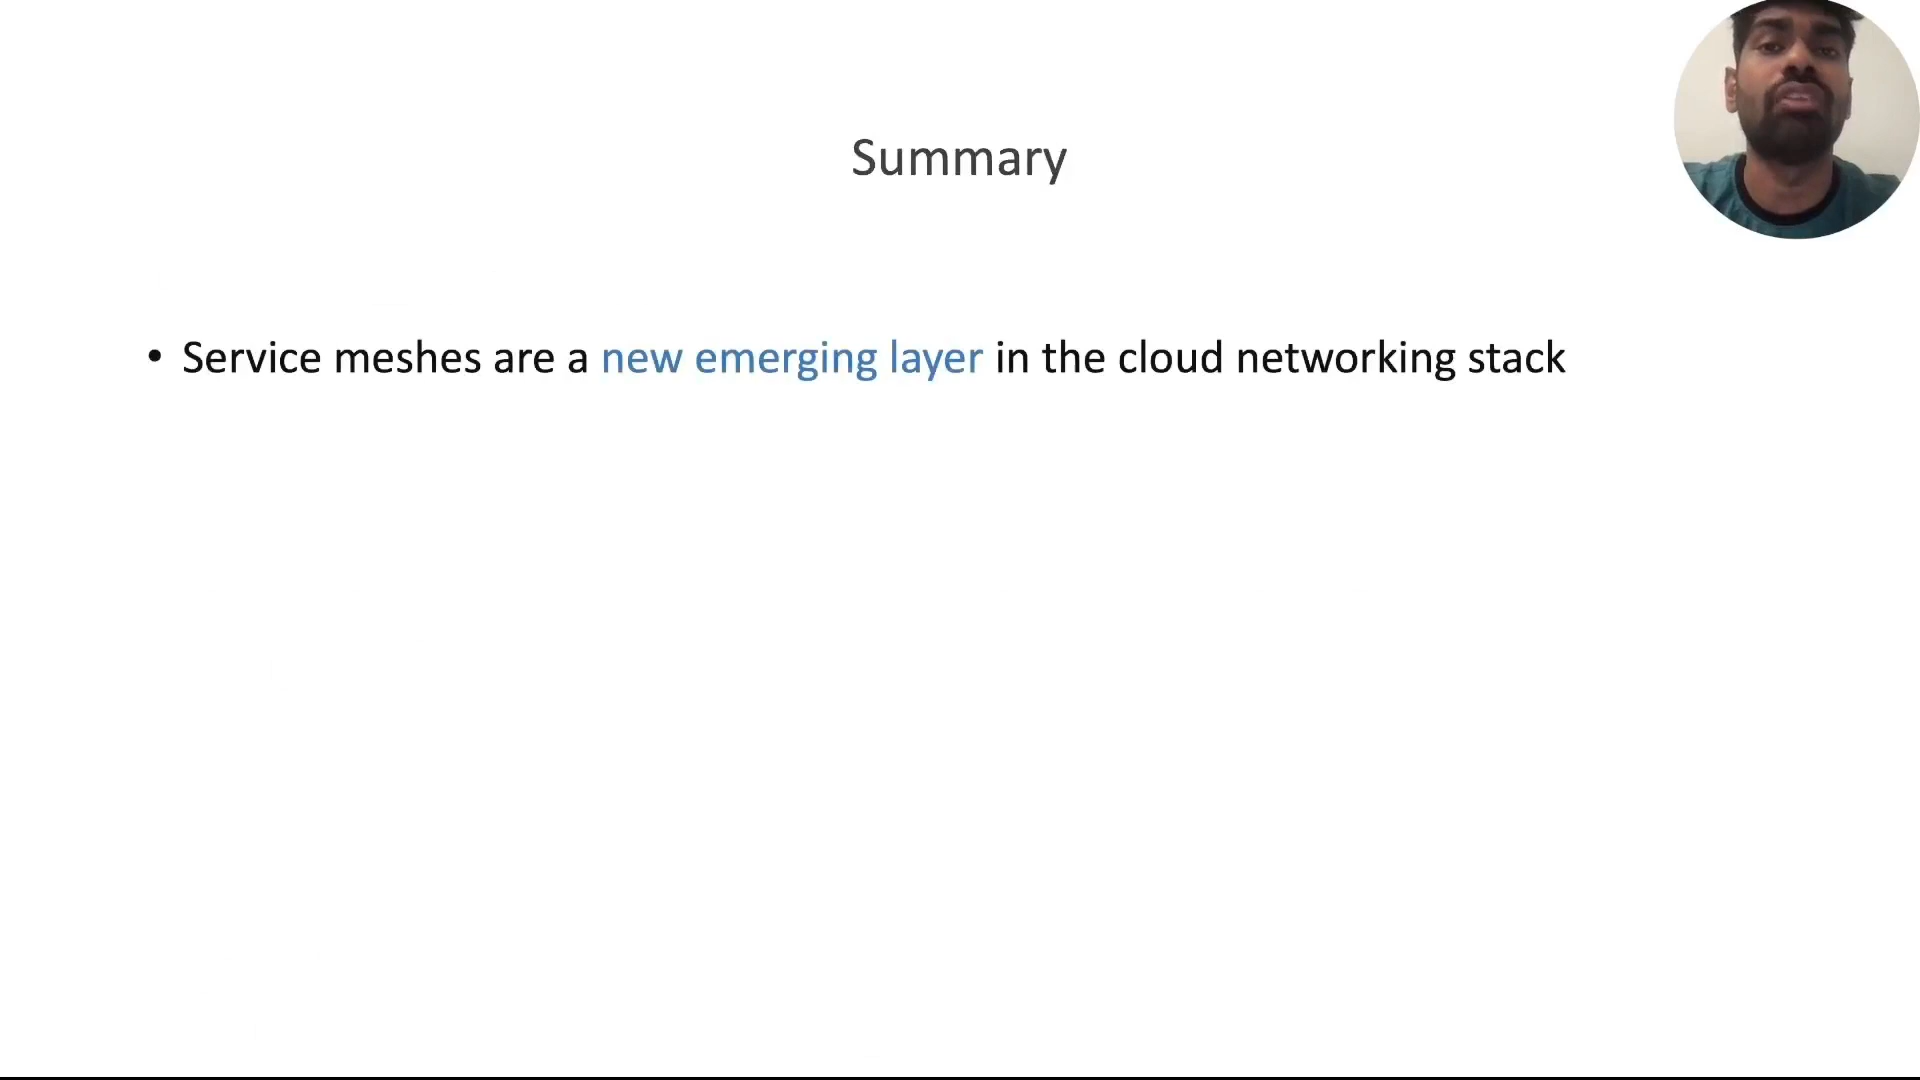 Summary
• Service meshes are a new emerging layer in the cloud networking stack